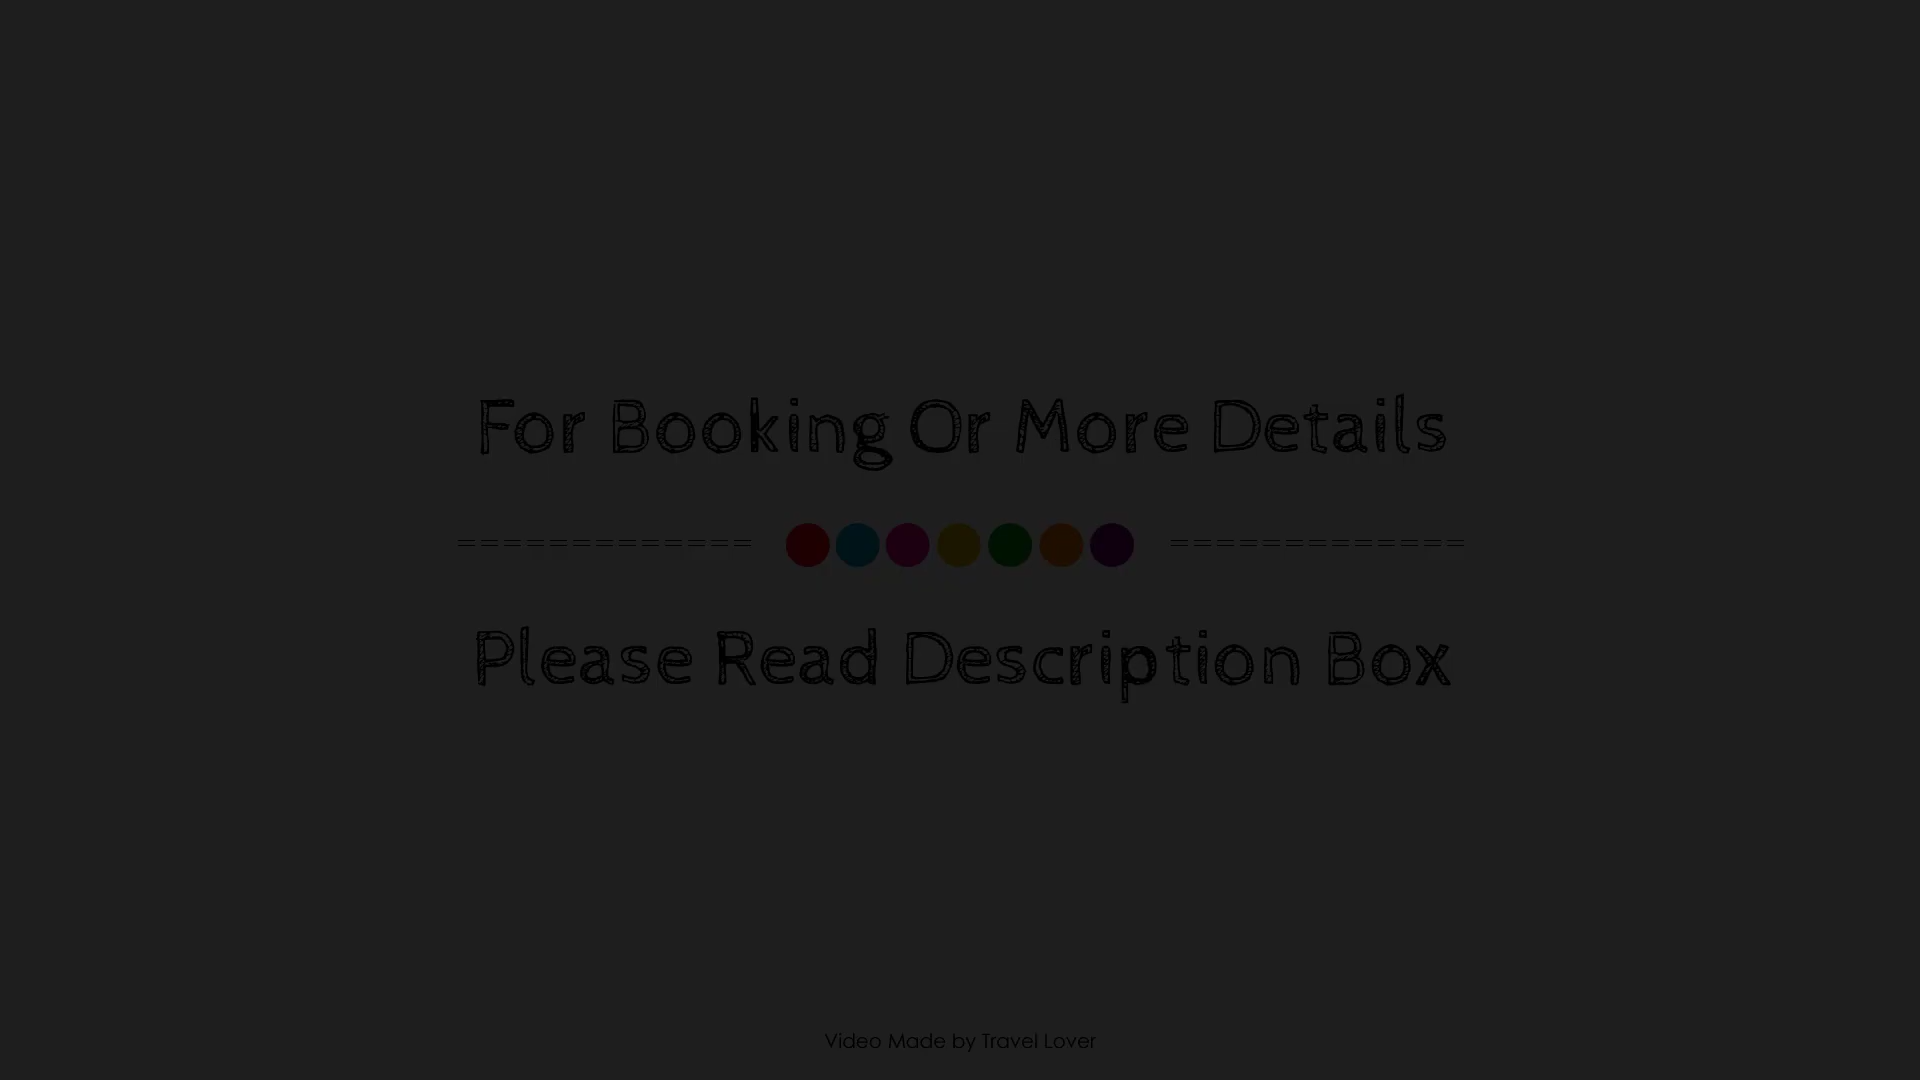 For Booking Or More Details
============= =============
Please Read Description Box
Video Made by Travel Lover